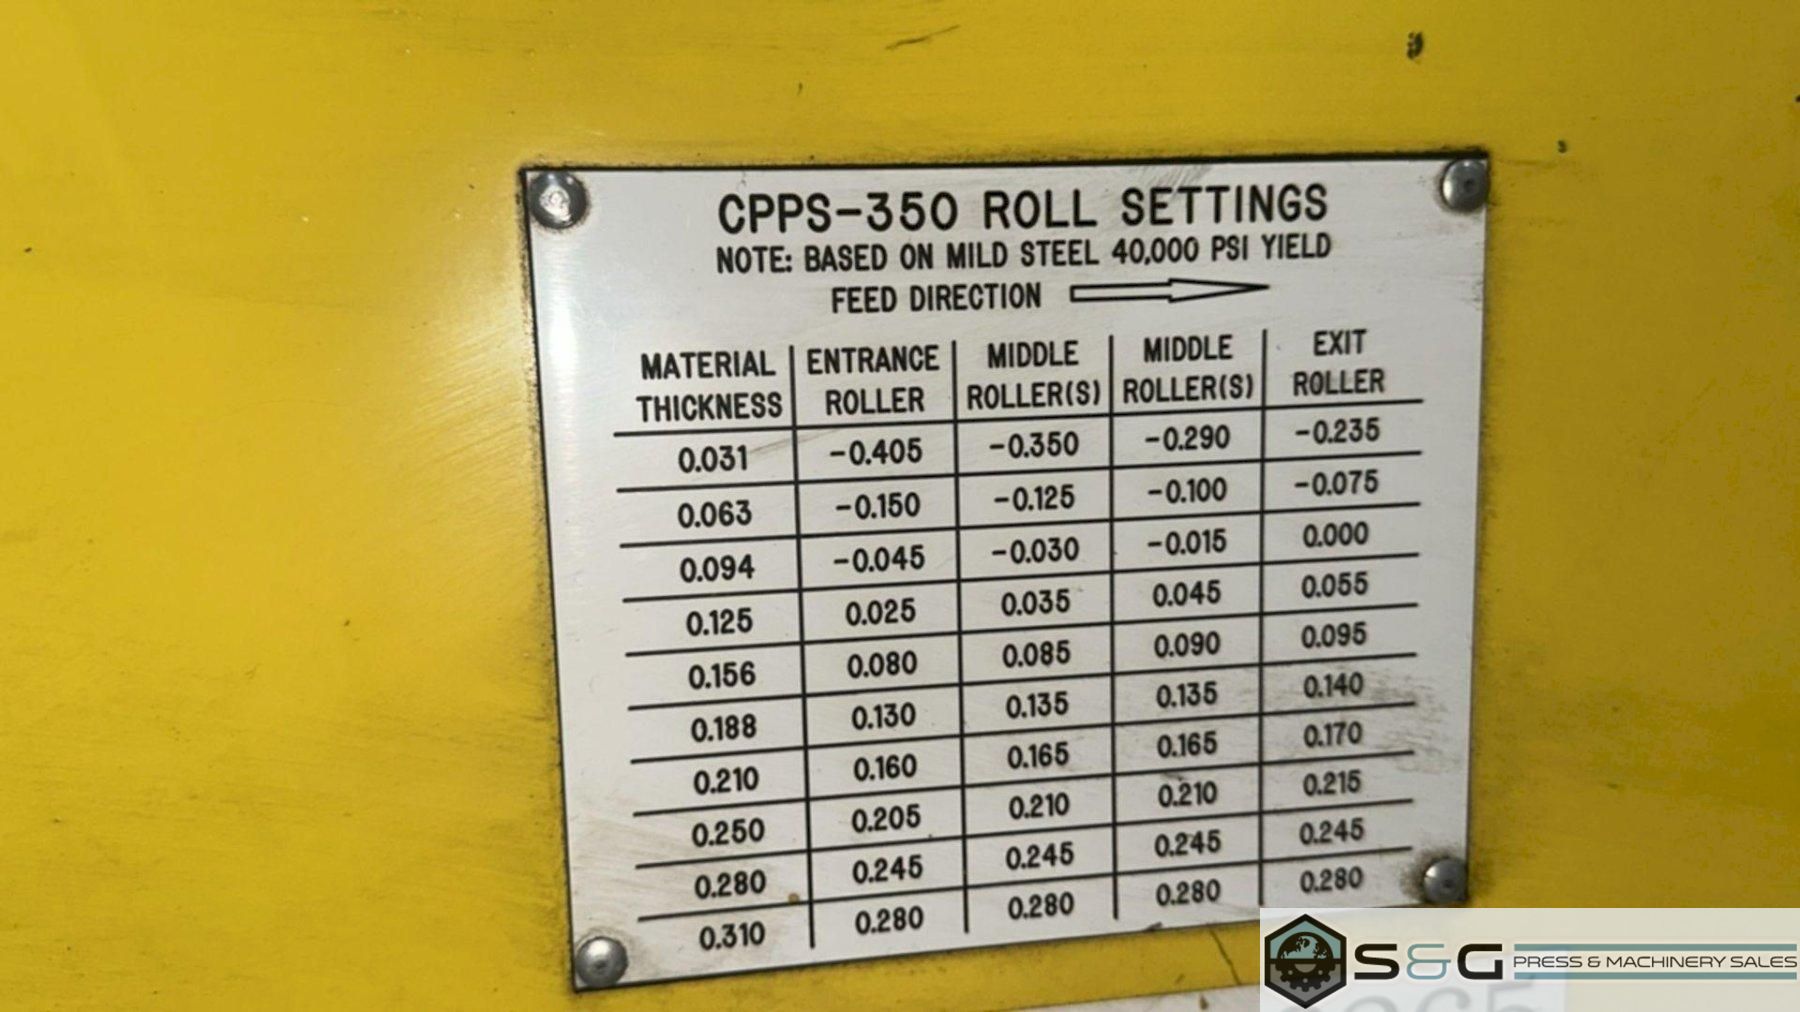 CPPS-350 ROLL SETTINGS
NOTE: BASED ON MILD STEEL 40,000 PSI YIELD
FEED DIRECTION
MATERIAL THICKNESS ENTRANCE ROLLER MIDDLE ROLLER(S) MIDDLE ROLLER(S) EXIT ROLLER
0.031 -0.405 -0.350 -0.290 -0.235
0.063 -0.150 -0.125 -0.100 -0.075
0.094 -0.045 -0.030 -0.015 0.000
0.125 0.025 0.035 0.045 0.055
0.156 0.080 0.085 0.090 0.095
0.188 0.130 0.135 0.135 0.140
0.210 0.160 0.165 0.165 0.170
0.250 0.205 0.210 0.210 0.215
0.280 0.245 0.245 0.245 0.245
0.310 0.280 0.280 0.280 0.280
S&G PRESS & MACHINERY SALES